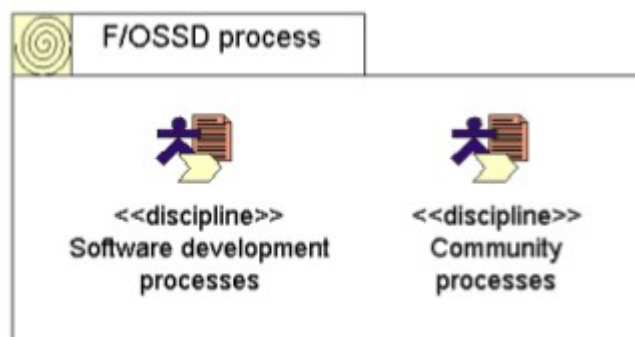 F/OSSD process
<<discipline>>
Software development
processes
<<discipline>>
Community
processes